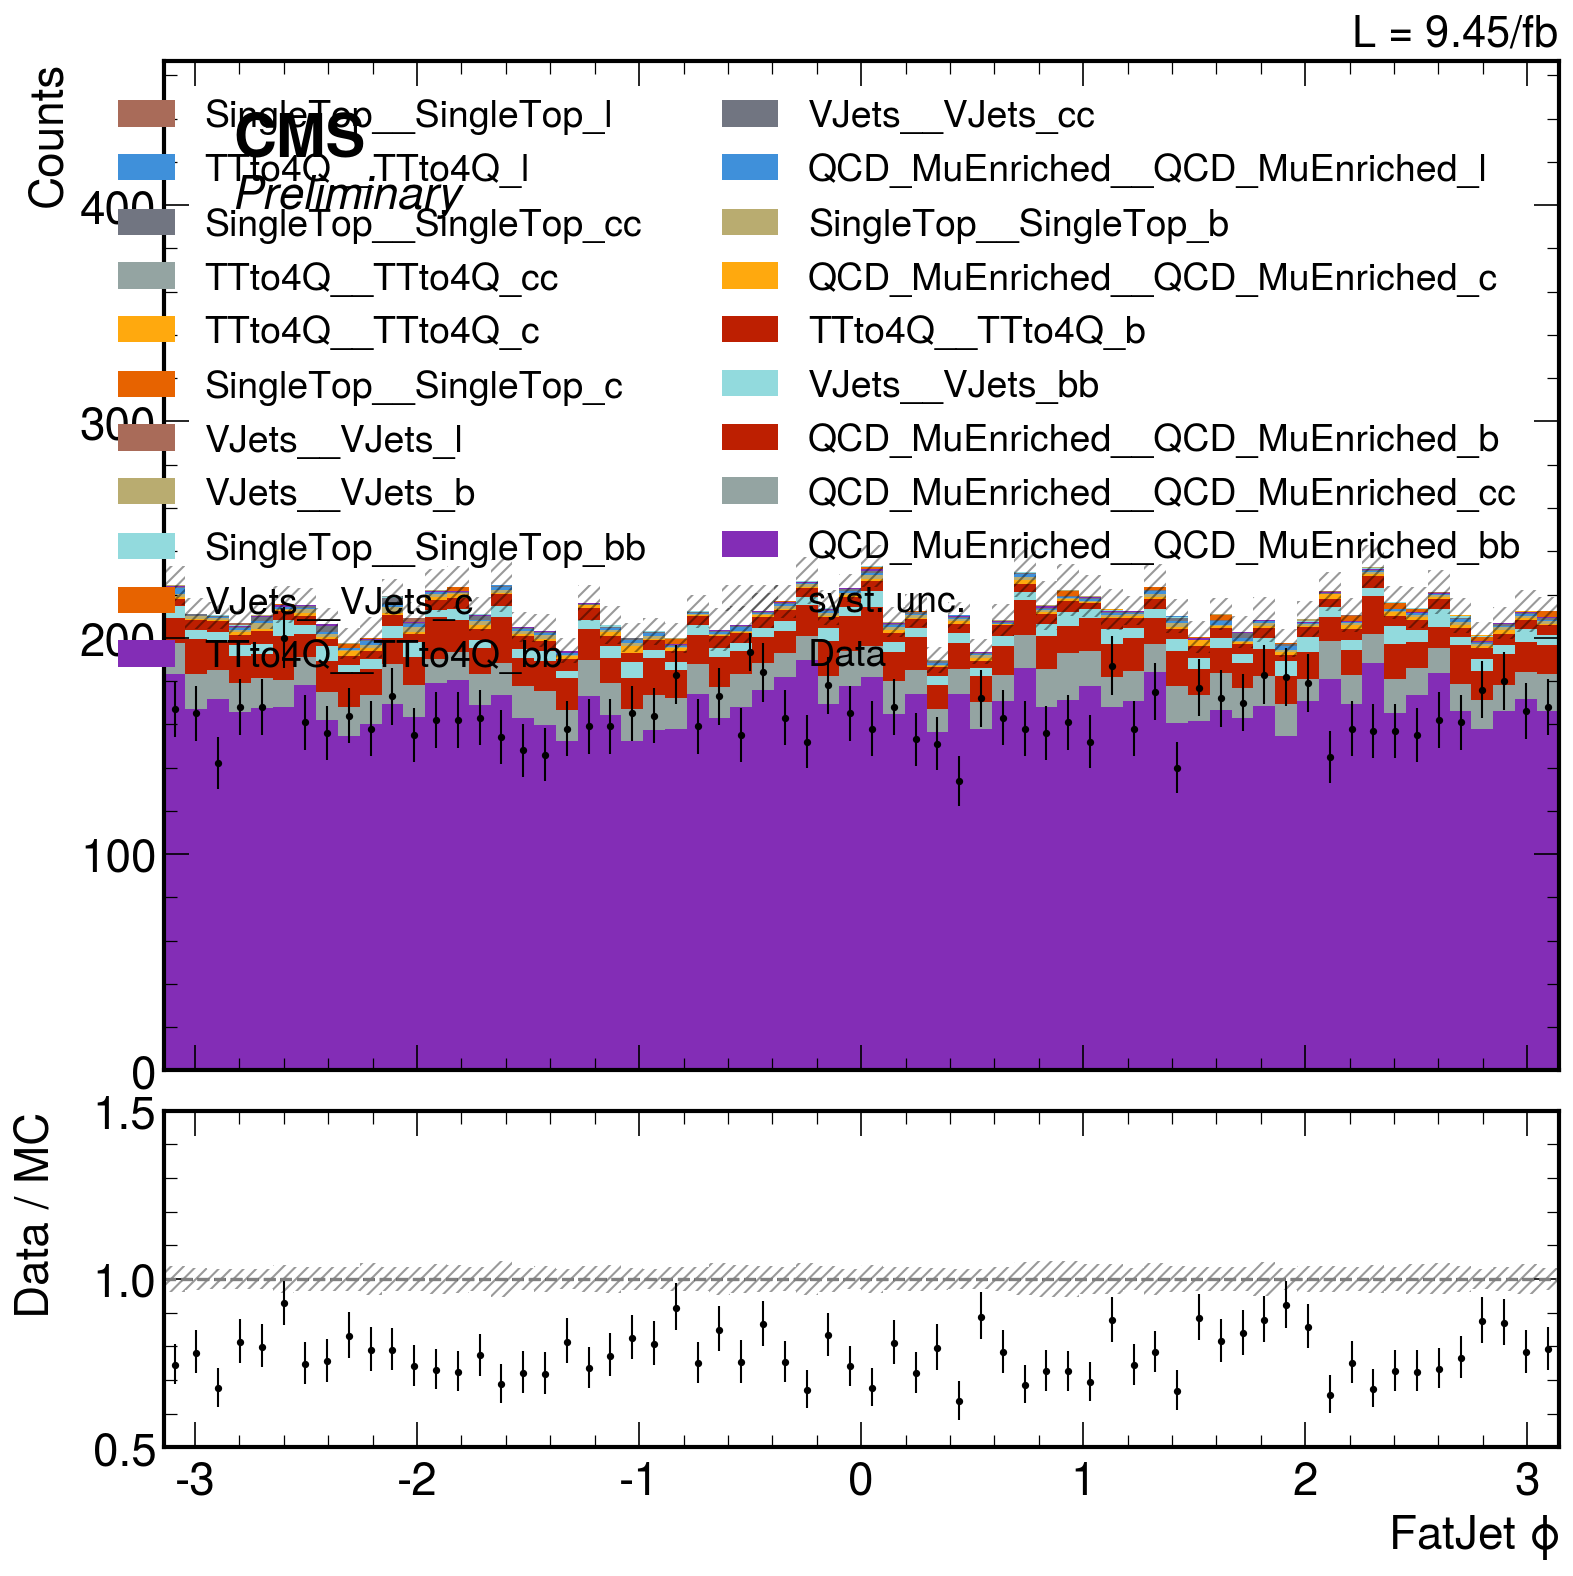 L = 9.45/fb
Counts
CMS
Preliminary
SingleTop__SingleTop_l
TTto4Q__TTto4Q_l
SingleTop__SingleTop_cc
TTto4Q__TTto4Q_cc
TTto4Q__TTto4Q_c
SingleTop__SingleTop_c
VJets__VJets_l
VJets__VJets_b
SingleTop__SingleTop_bb
VJets__VJets_c
TTto4Q__TTto4Q_bb
VJets__VJets_cc
QCD_MuEnriched__QCD_MuEnriched_l
SingleTop__SingleTop_b
QCD_MuEnriched__QCD_MuEnriched_c
TTto4Q__TTto4Q_b
VJets__VJets_bb
QCD_MuEnriched__QCD_MuEnriched_b
QCD_MuEnriched__QCD_MuEnriched_cc
QCD_MuEnriched__QCD_MuEnriched_bb
syst. unc.
Data
400
300
200
100
0
Data / MC
1.5
1.0
0.5
-3 -2 -1 0 1 2 3
FatJet ϕ